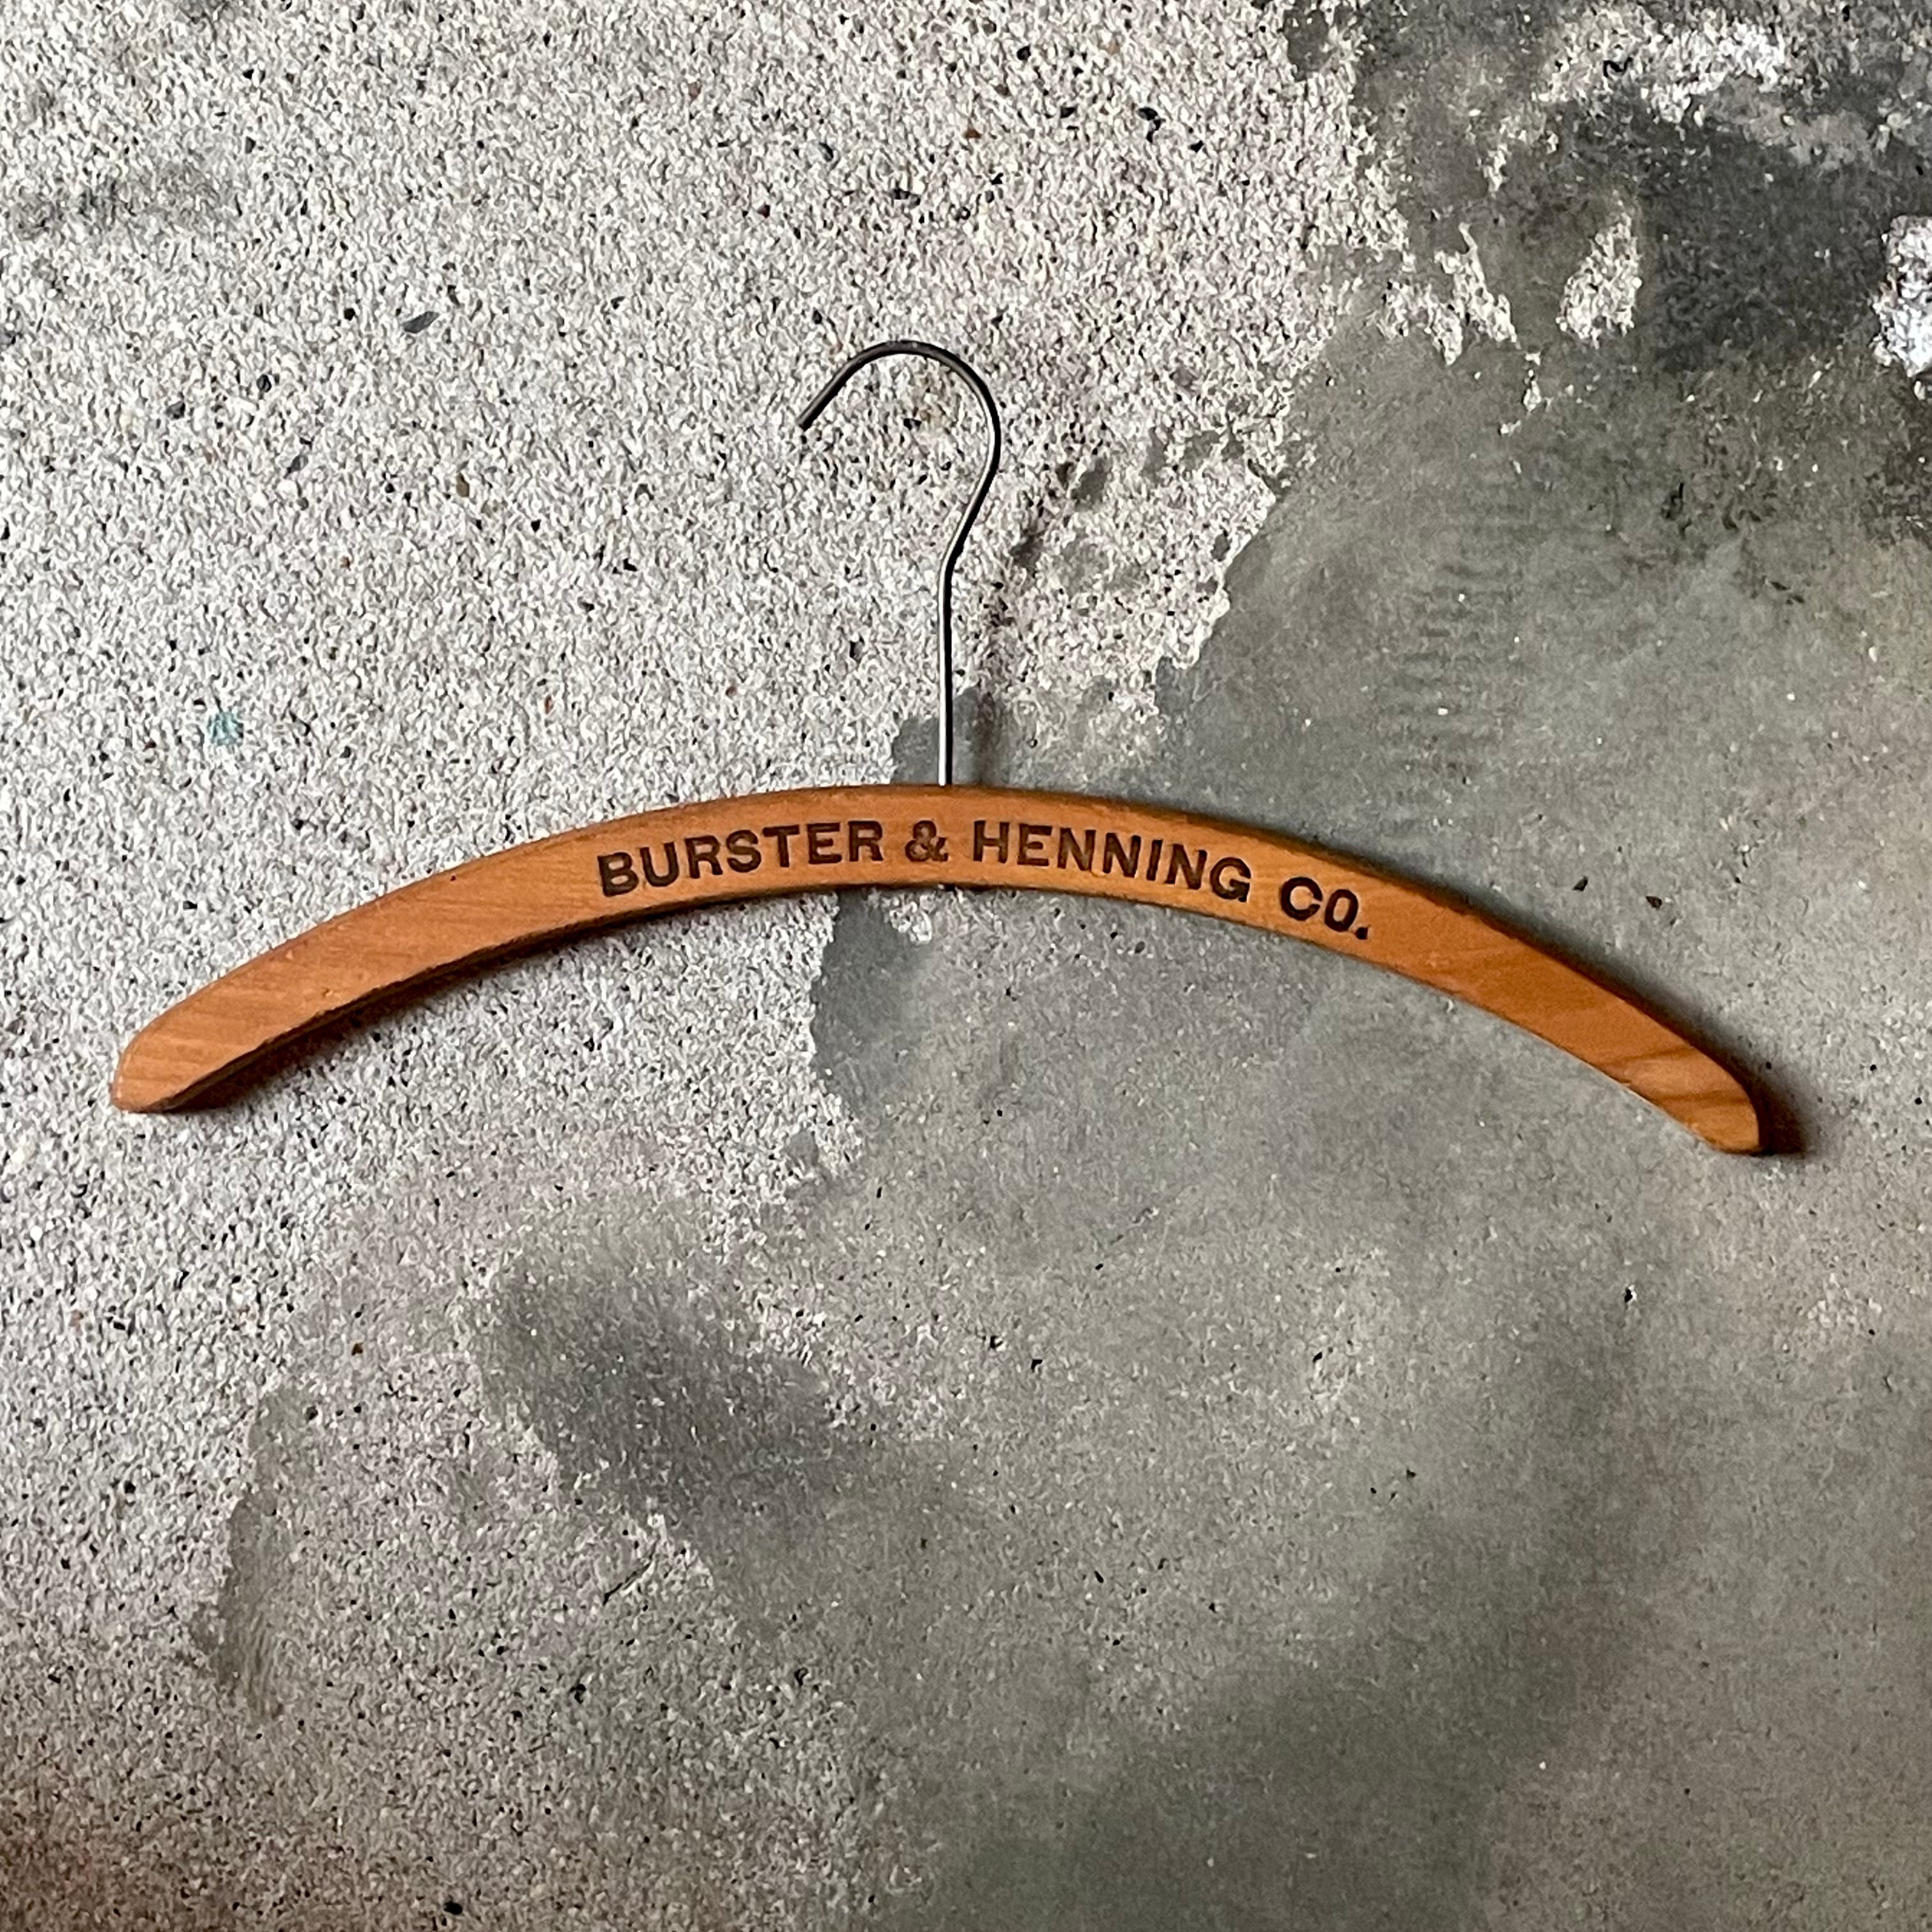 BURSTER & HENNING CO.